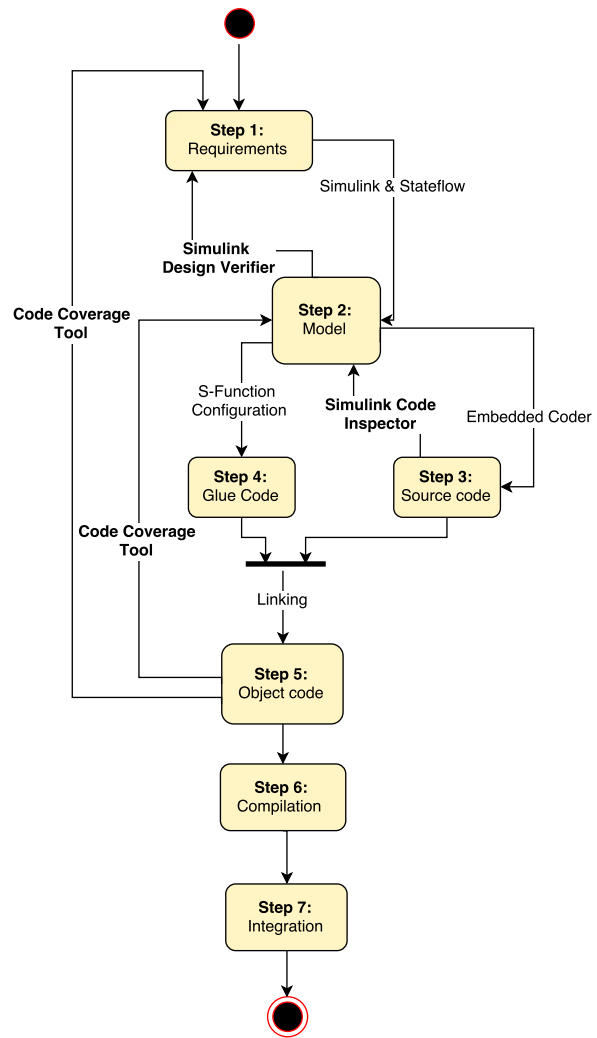 Step 1:
Requirements
Simulink & Stateflow
Simulink
Design Verifier
Code Coverage
Tool
Step 2:
Model
S-Function
Configuration
Simulink Code
Inspector
Embedded Coder
Step 4:
Glue Code
Step 3:
Source code
Code Coverage
Tool
Linking
Step 5:
Object code
Step 6:
Compilation
Step 7:
Integration